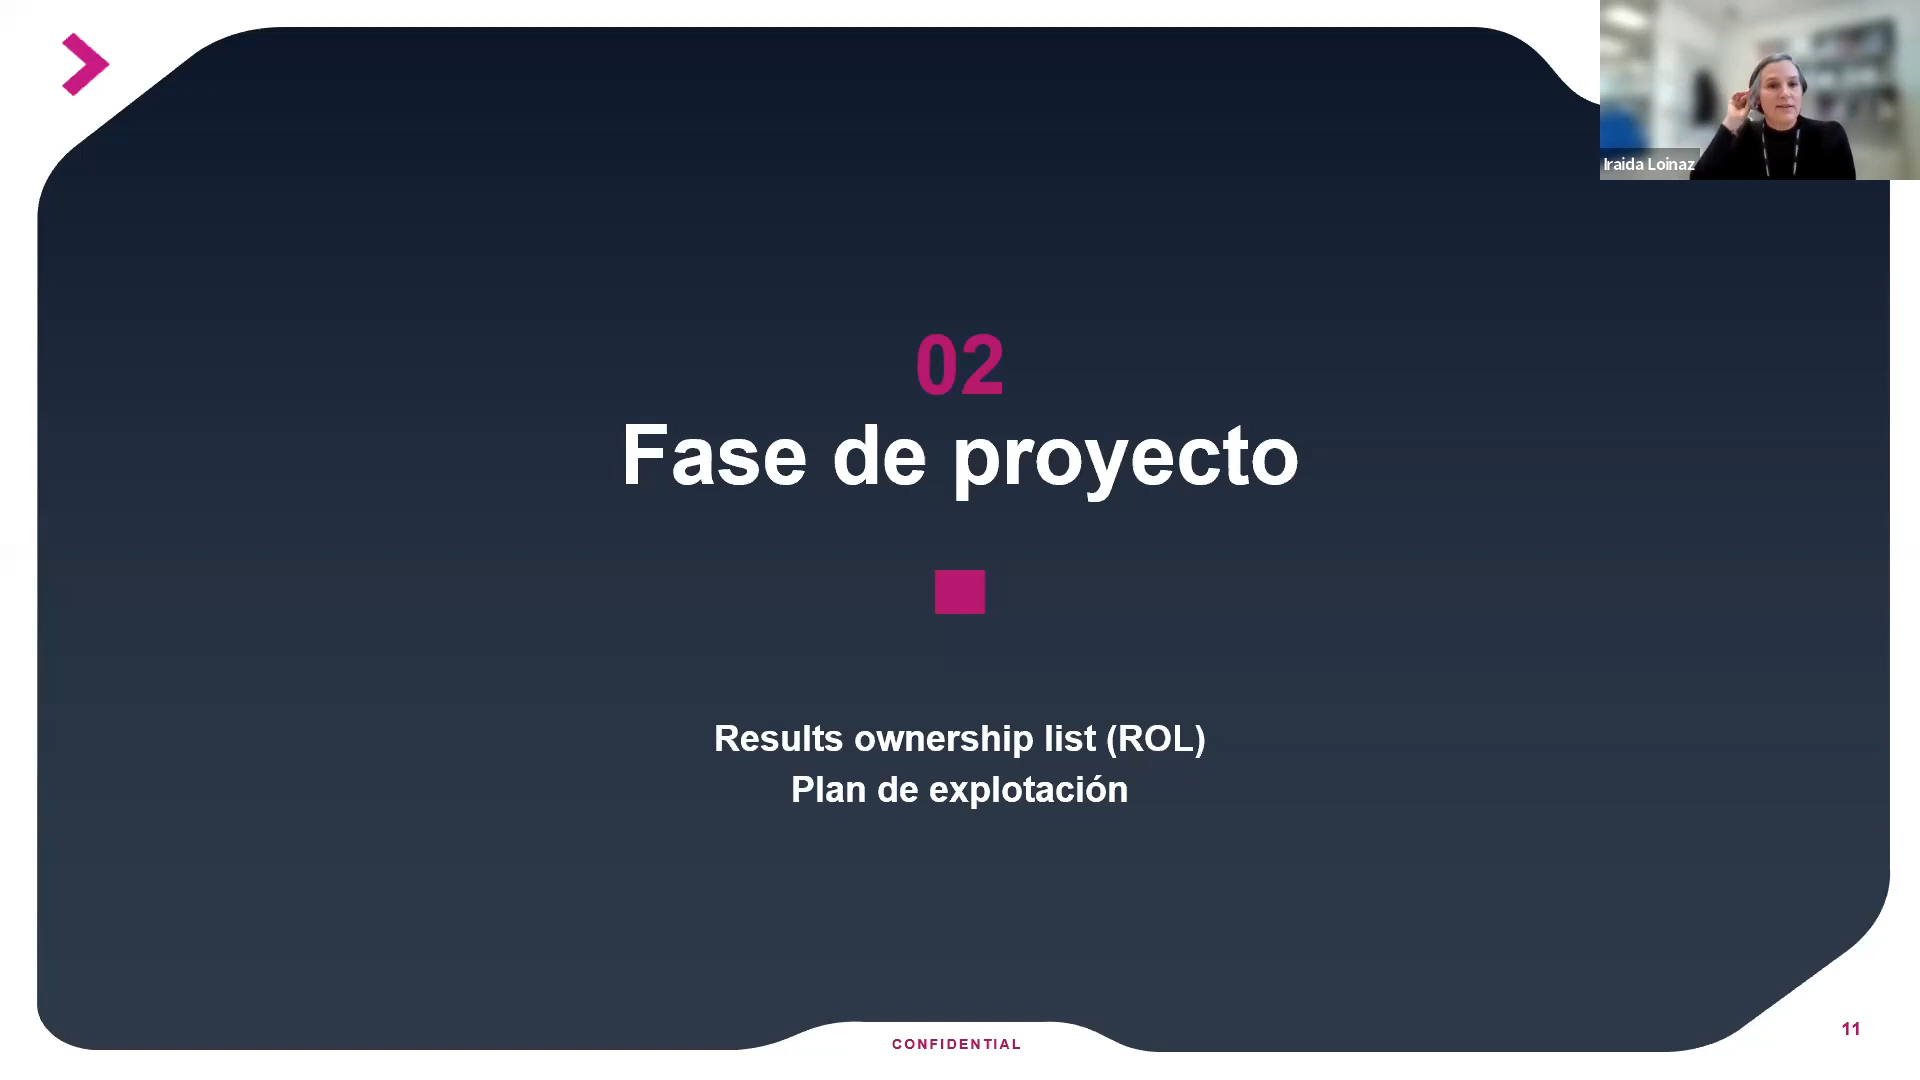 Iraida Loinaz
02
Fase de proyecto
Results ownership list (ROL)
Plan de explotación
CONFIDENTIAL
11